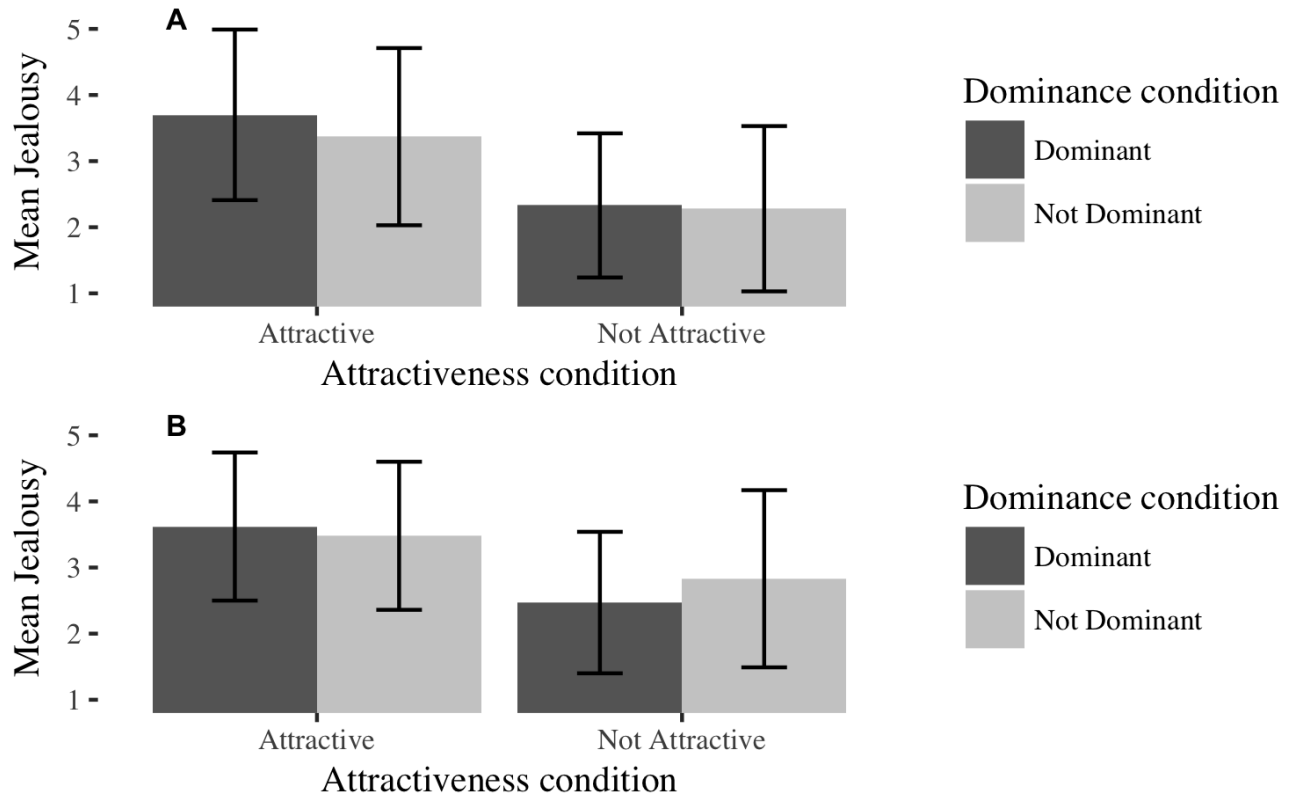 A
Mean Jealousy
5
4
3
2
1
Attractive
Not Attractive
Attractiveness condition
Dominance condition
Dominant
Not Dominant
B
Mean Jealousy
5
4
3
2
1
Attractive
Not Attractive
Attractiveness condition
Dominance condition
Dominant
Not Dominant